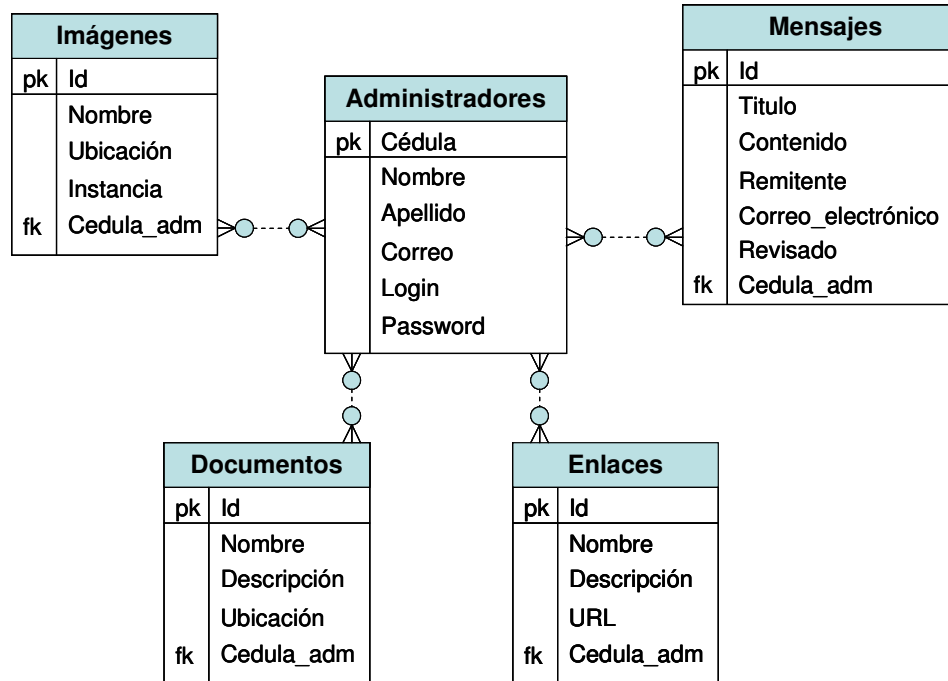 Imágenes
pk Id
Nombre
Ubicación
Instancia
fk Cedula_adm
Administradores
pk Cédula
Nombre
Apellido
Correo
Login
Password
Mensajes
pk Id
Titulo
Contenido
Remitente
Correo_electrónico
Revisado
fk Cedula_adm
Documentos
pk Id
Nombre
Descripción
Ubicación
fk Cedula_adm
Enlaces
pk Id
Nombre
Descripción
URL
fk Cedula_adm